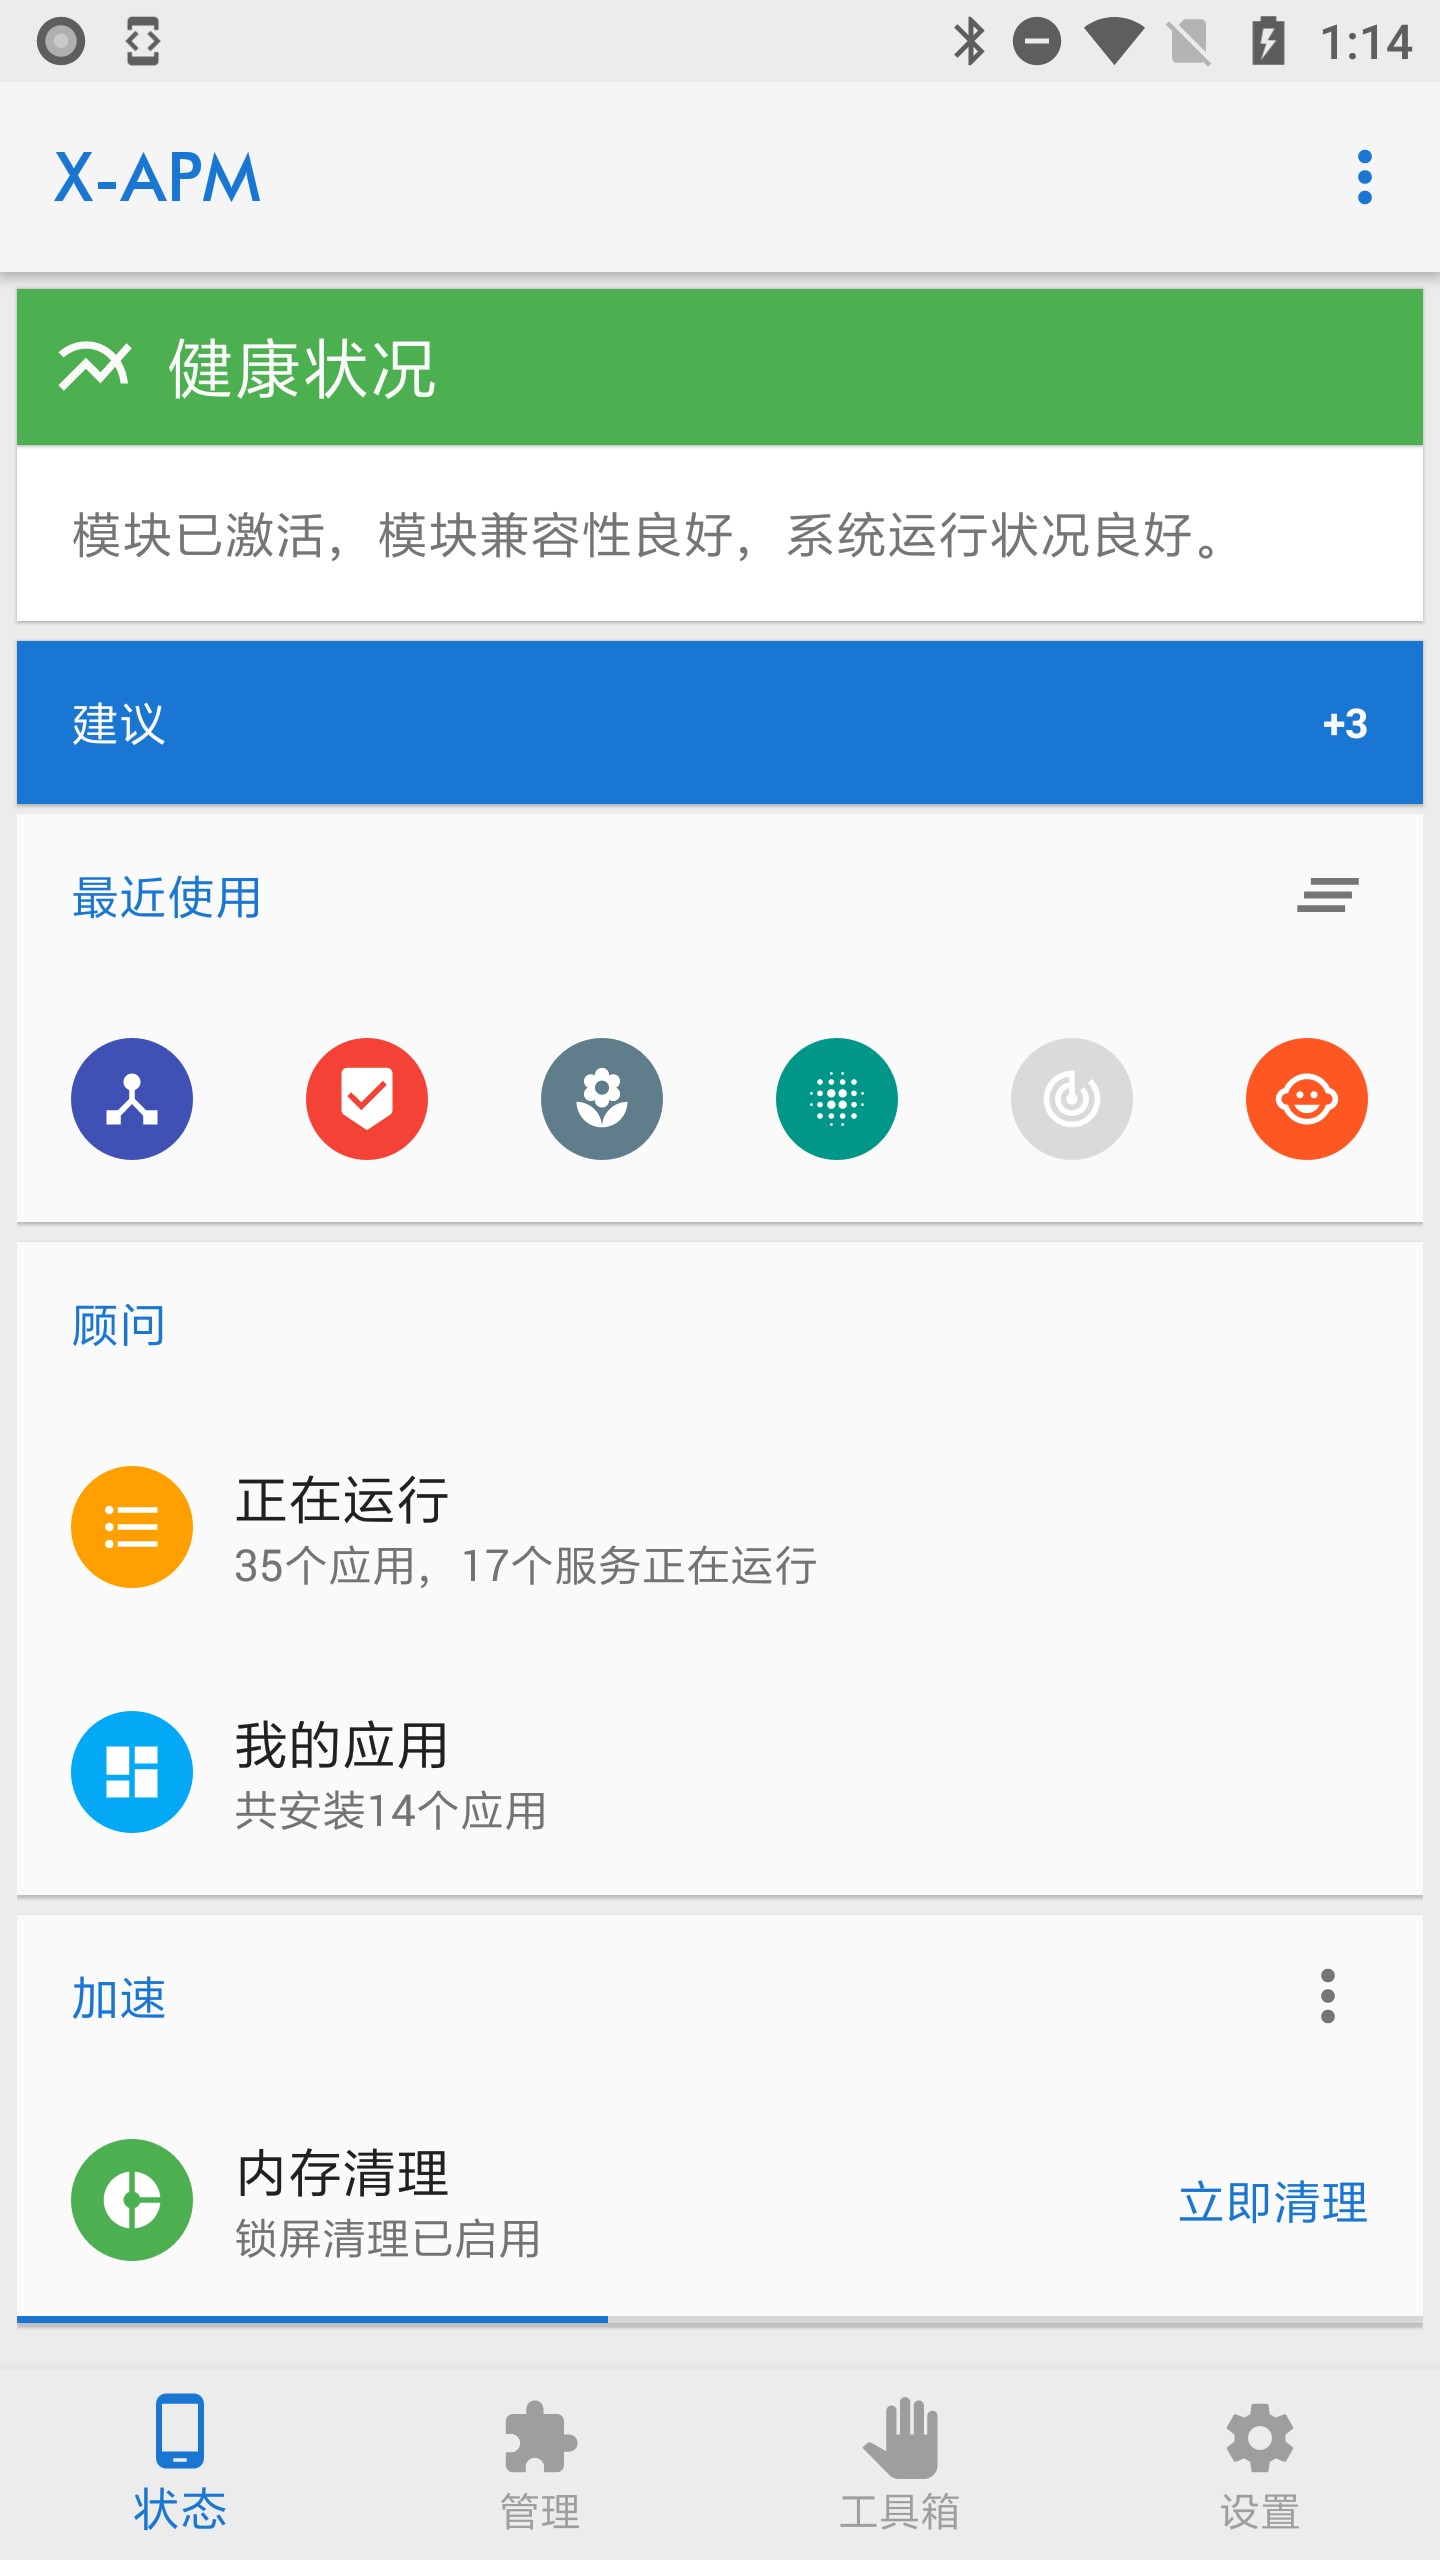 1:14
X-APM
健康状况
模块已激活，模块兼容性良好，系统运行状况良好。
建议
+3
最近使用
顾问
正在运行
35个应用，17个服务正在运行
我的应用
共安装14个应用
加速
内存清理
锁屏清理已启用
立即清理
状态
管理
工具箱
设置